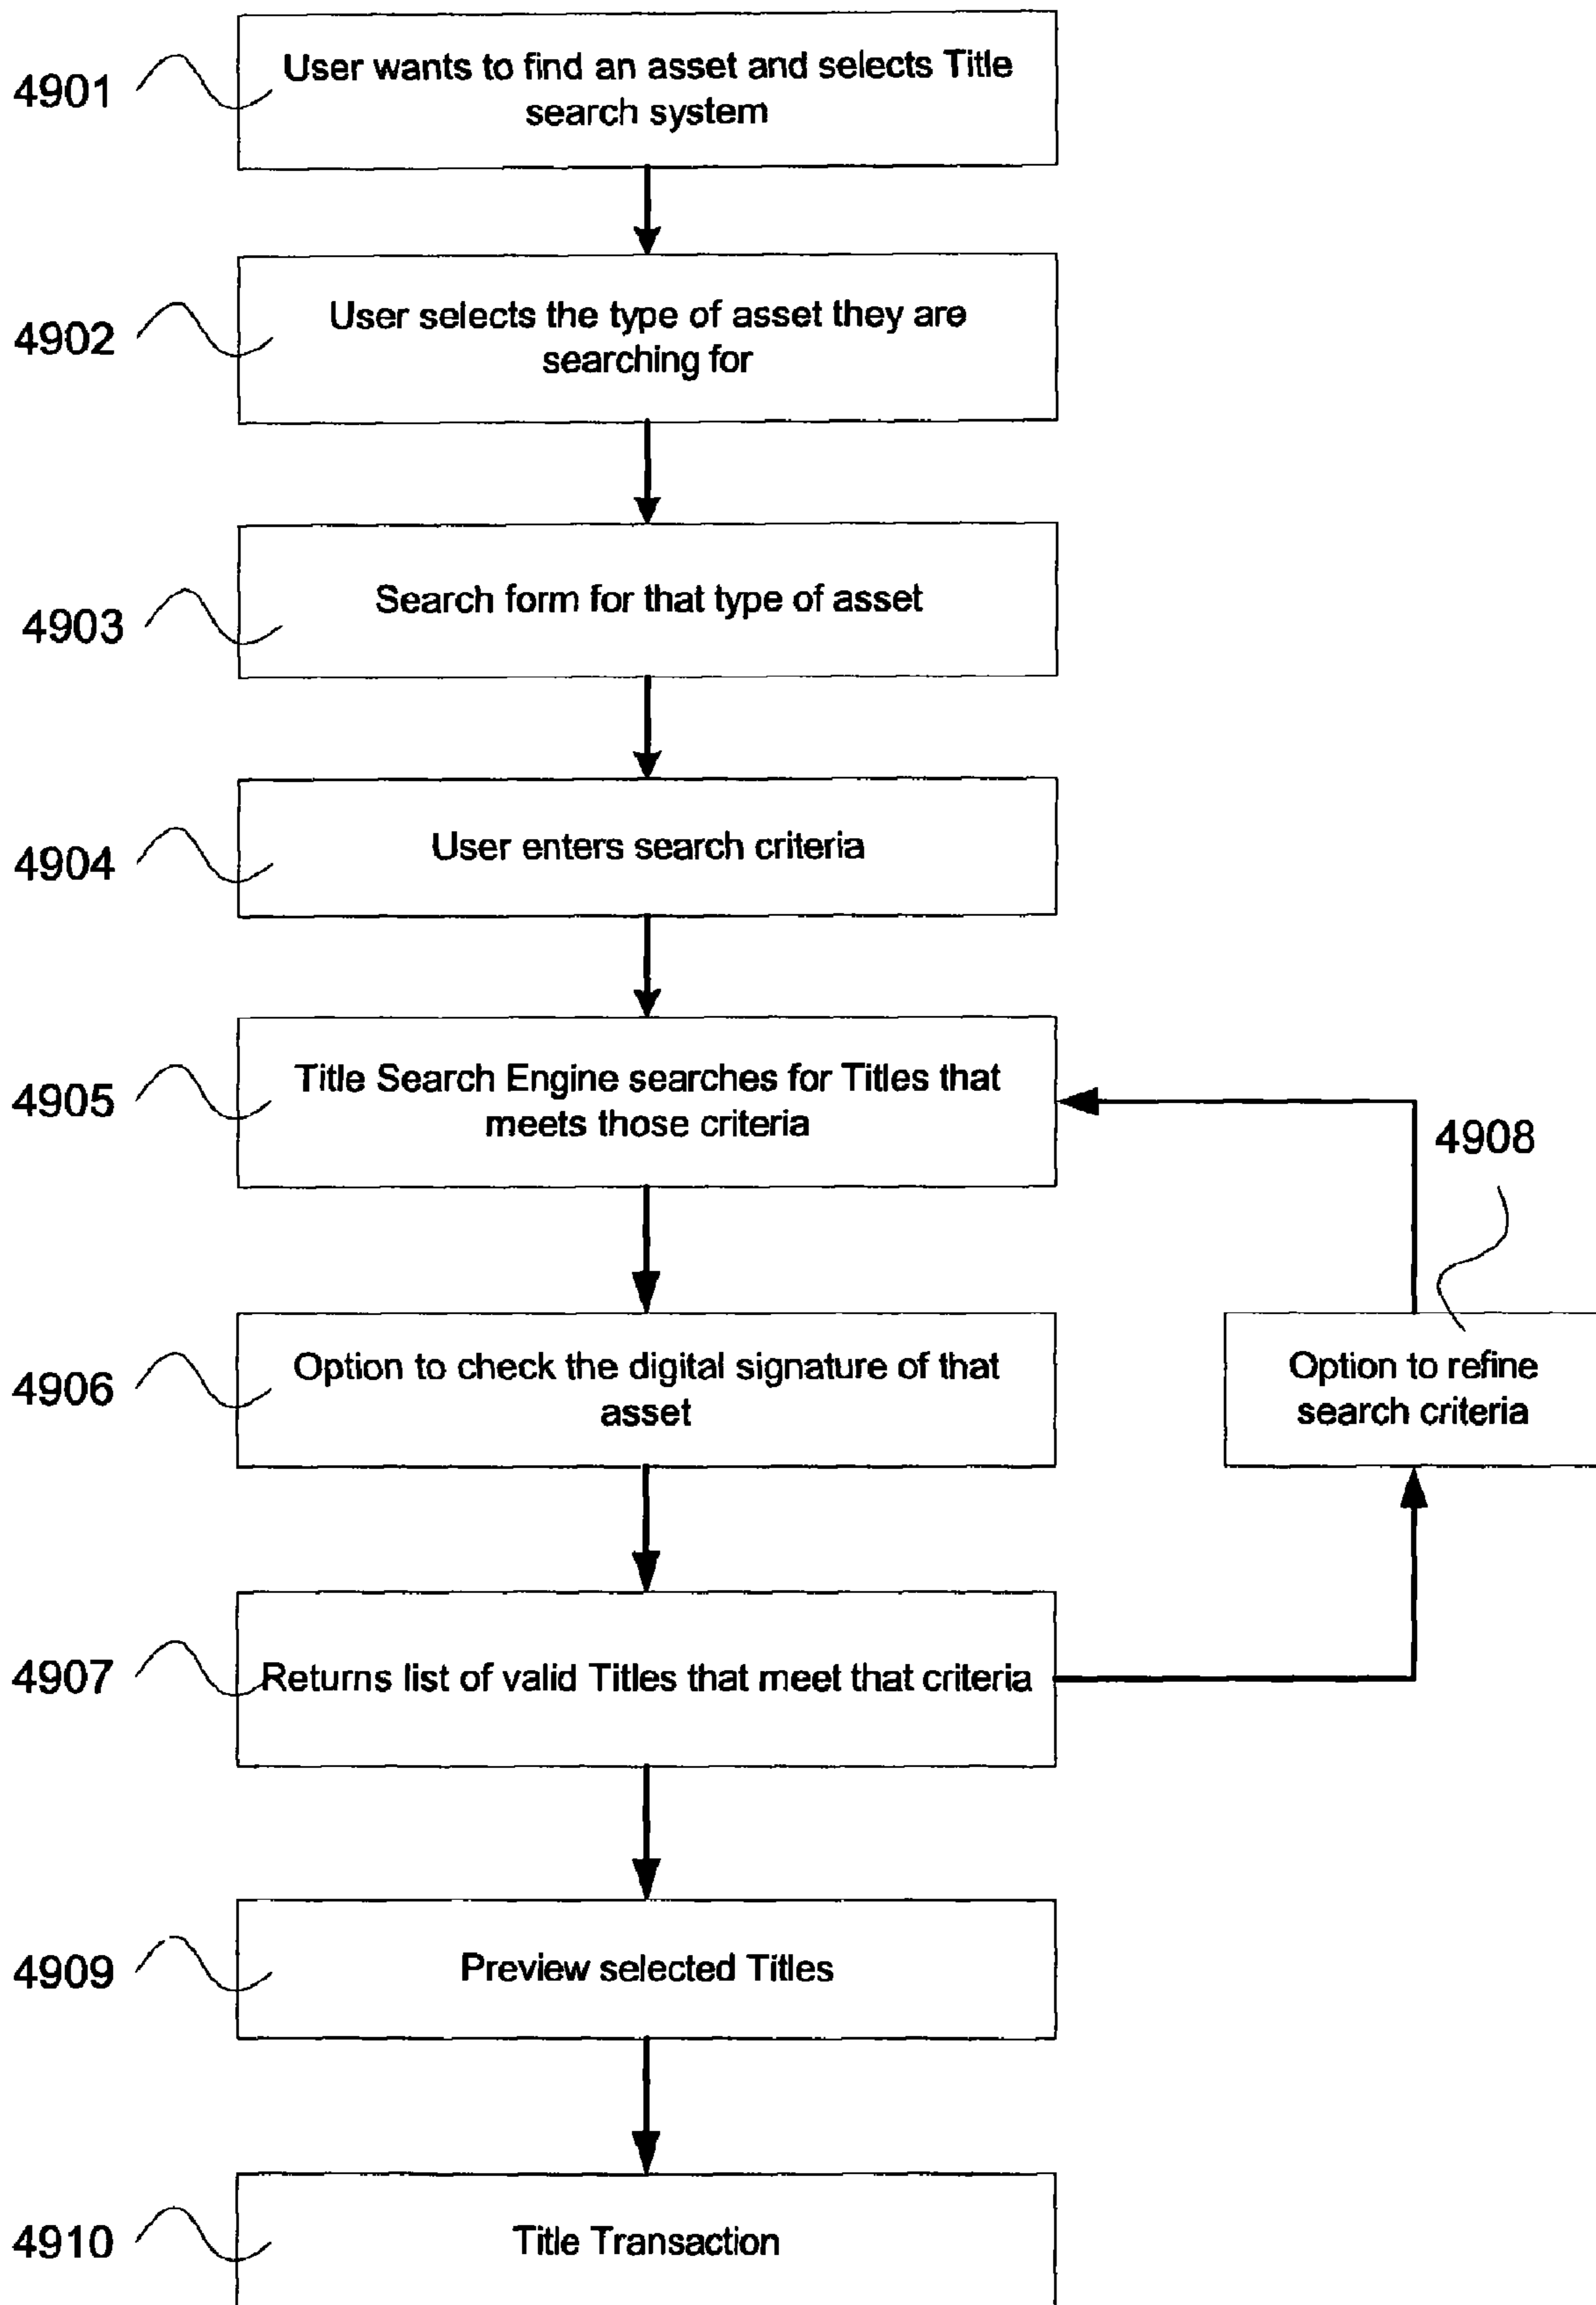 4901
User wants to find an asset and selects Title
search system
4902
User selects the type of asset they are
searching for
4903
Search form for that type of asset
4904
User enters search criteria
4905
Title Search Engine searches for Titles that
meets those criteria
4908
4906
Option to check the digital signature of that
asset
Option to refine
search criteria
4907
Returns list of valid Titles that meet that criteria
4909
Preview selected Titles
4910
Title Transaction